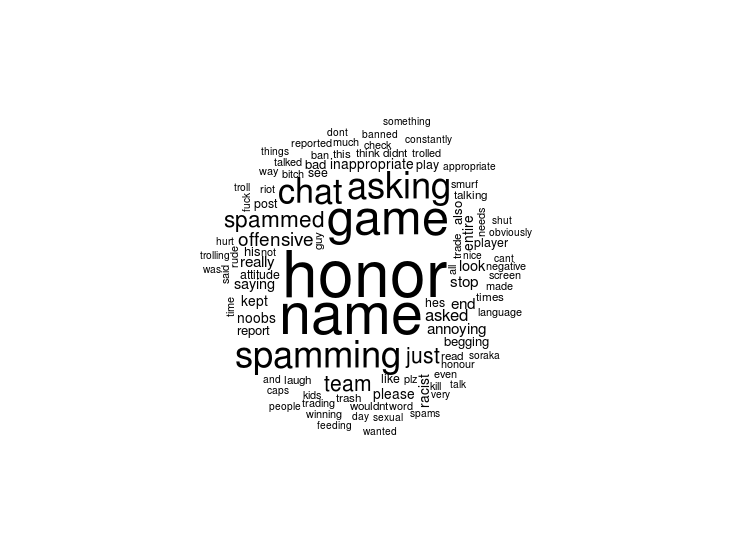 something
dont banned
reported much check constantly
things ban this think didnt trolled
talked bad inappropriate play appropriate
way bitch see
troll riot chat asking smurf
fuck post talking
spammed game also needs shut
offensive guy entire obviously
hurt his not trade player
trolling rude really nice cant
was said attitude honor all look negative
saying stop screen
made
time kept hes end times
noobs name asked language
report annoying
begging
spamming just read soraka
honour
and laugh team like plz even
caps kids trash please racist kill talk
very
people trading wouldnt word
winning day sexual spams
feeding
wanted